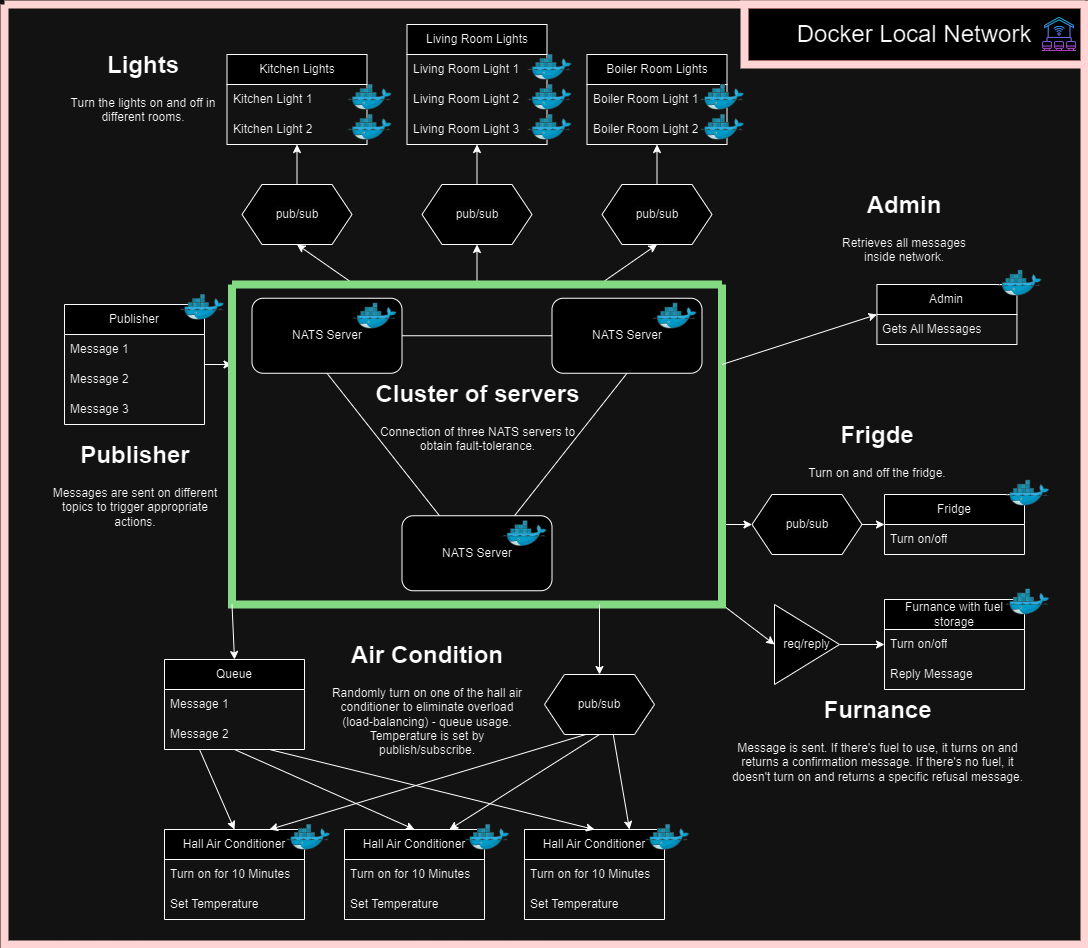 Docker Local Network
Lights
Turn the lights on and off in
different rooms.
Kitchen Lights
Kitchen Light 1
Kitchen Light 2
Living Room Lights
Living Room Light 1
Living Room Light 2
Living Room Light 3
Boiler Room Lights
Boiler Room Light 1
Boiler Room Light 2
pub/sub
pub/sub
pub/sub
Admin
Retrieves all messages
inside network.
Admin
Gets All Messages
Publisher
Message 1
Message 2
Message 3
Publisher
Messages are sent on different
topics to trigger appropriate
actions.
NATS Server
NATS Server
Cluster of servers
Connection of three NATS servers to
obtain fault-tolerance.
NATS Server
Frigde
Turn on and off the fridge.
pub/sub
Fridge
Turn on/off
req/reply
Furnance with fuel
storage
Turn on/off
Reply Message
Furnance
Message is sent. If there's fuel to use, it turns on and
returns a confirmation message. If there's no fuel, it
doesn't turn on and returns a specific refusal message.
Queue
Message 1
Message 2
Air Condition
Randomly turn on one of the hall air
conditioner to eliminate overload
(load-balancing) - queue usage.
Temperature is set by
publish/subscribe.
pub/sub
Hall Air Conditioner
Turn on for 10 Minutes
Set Temperature
Hall Air Conditioner
Turn on for 10 Minutes
Set Temperature
Hall Air Conditioner
Turn on for 10 Minutes
Set Temperature